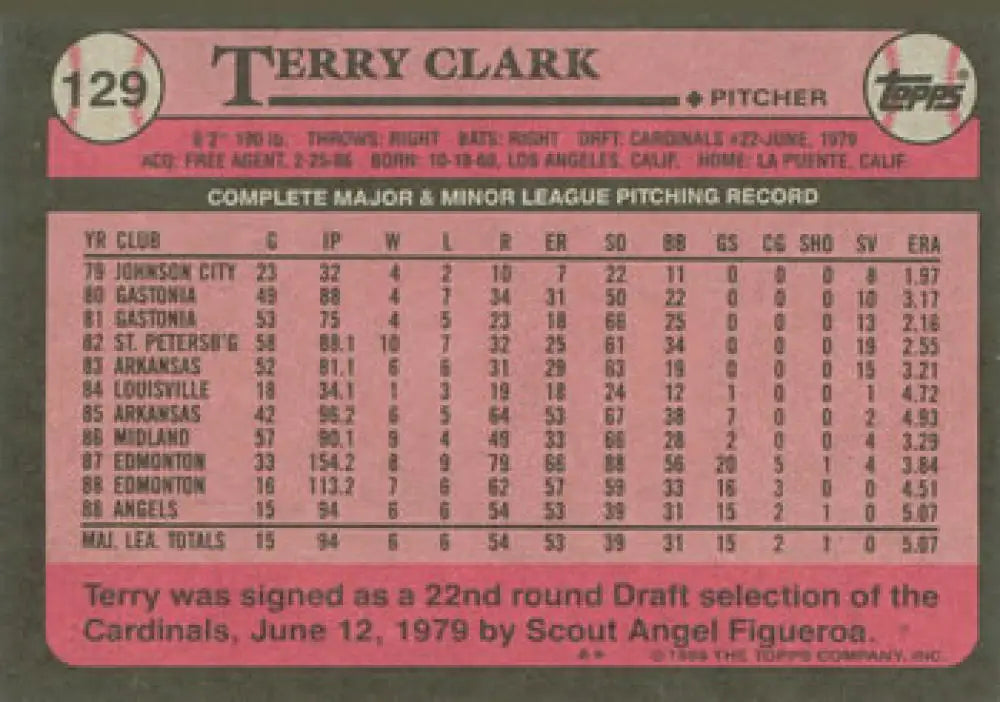 129
TERRY CLARK
PITCHER
topps®
6'2" 190 lb. THROWS: RIGHT BATS: RIGHT DRFT: CARDINALS #22-JUNE, 1979
ACQ: FREE AGENT, 2-25-86 BORN: 10-18-60, LOS ANGELES, CALIF. HOME: LA PUENTE, CALIF.
COMPLETE MAJOR & MINOR LEAGUE PITCHING RECORD
YR CLUB G IP W L R ER SO BB GS CG SHO SV ERA
79 JOHNSON CITY 23 32 4 2 10 7 22 11 0 0 0 8 1.97
80 GASTONIA 49 88 4 7 34 31 50 22 0 0 0 10 3.17
81 GASTONIA 53 75 4 5 23 18 66 25 0 0 0 13 2.16
82 ST. PETERSB'G 58 88.1 10 7 32 25 61 34 0 0 0 19 2.55
83 ARKANSAS 52 81.1 6 6 31 29 63 19 0 0 0 15 3.21
84 LOUISVILLE 18 34.1 1 3 19 18 24 12 1 0 0 1 4.72
85 ARKANSAS 42 96.2 6 5 64 53 67 38 7 0 0 2 4.93
86 MIDLAND 57 90.1 9 4 49 33 66 28 2 0 0 4 3.29
87 EDMONTON 33 154.2 8 9 79 66 88 56 20 5 1 4 3.84
88 EDMONTON 16 113.2 7 6 62 57 59 33 16 3 0 0 4.51
88 ANGELS 15 94 6 6 54 53 39 31 15 2 1 0 5.07
MAJ. LEA. TOTALS 15 94 6 6 54 53 39 31 15 2 1 0 5.07
Terry was signed as a 22nd round Draft selection of the
Cardinals, June 12, 1979 by Scout Angel Figueroa.
** © 1989 THE TOPPS COMPANY, INC.